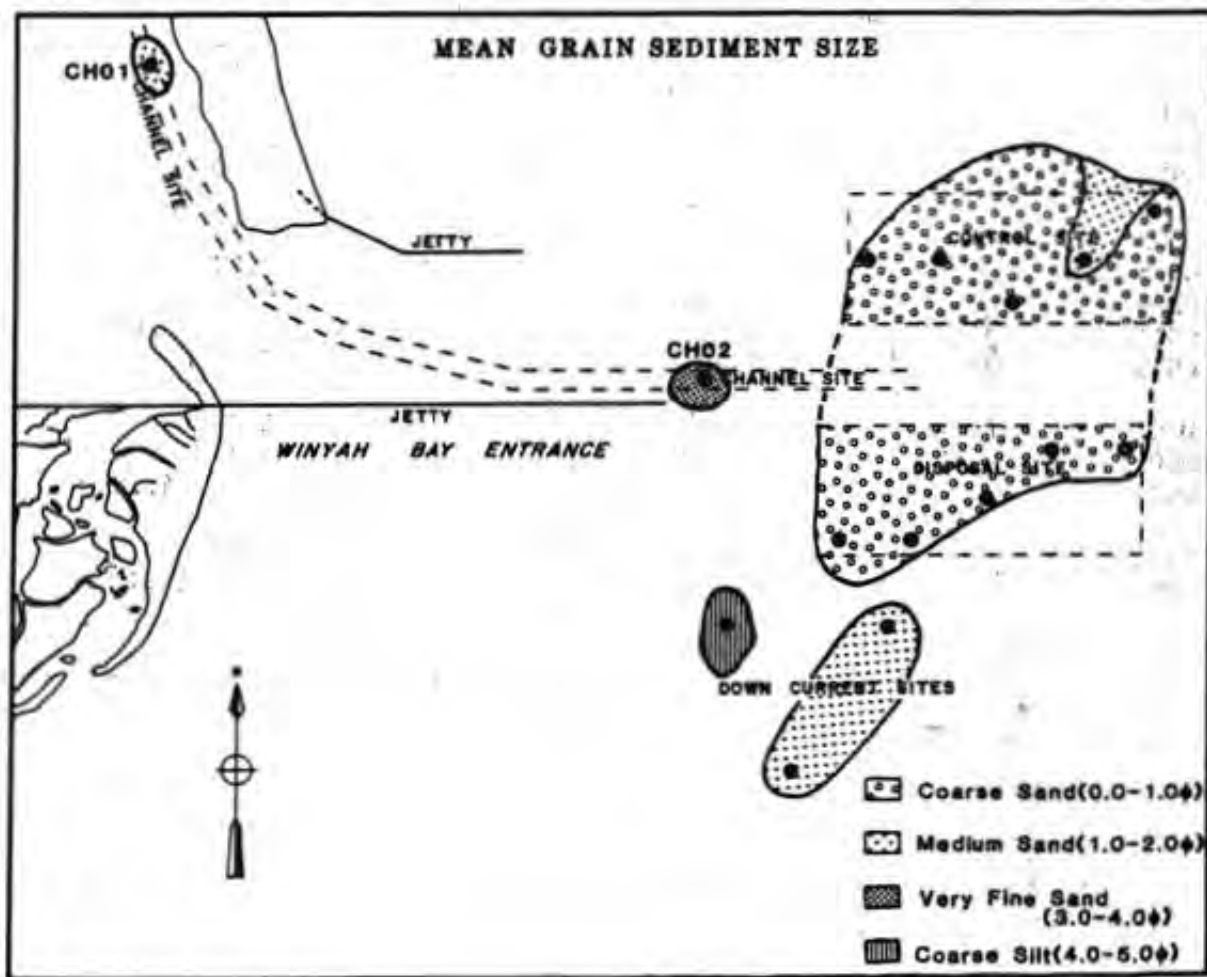 MEAN GRAIN SEDIMENT SIZE
CH01
CHANNEL SITE
JETTY
CONTROL SITE
CH02
CHANNEL SITE
JETTY
WINYAH BAY ENTRANCE
DISPOSAL SITE
DOWN CURRENT SITES
Coarse Sand(0.0-1.0ϕ)
Medium Sand(1.0-2.0ϕ)
Very Fine Sand
(3.0-4.0ϕ)
Coarse Silt(4.0-5.0ϕ)